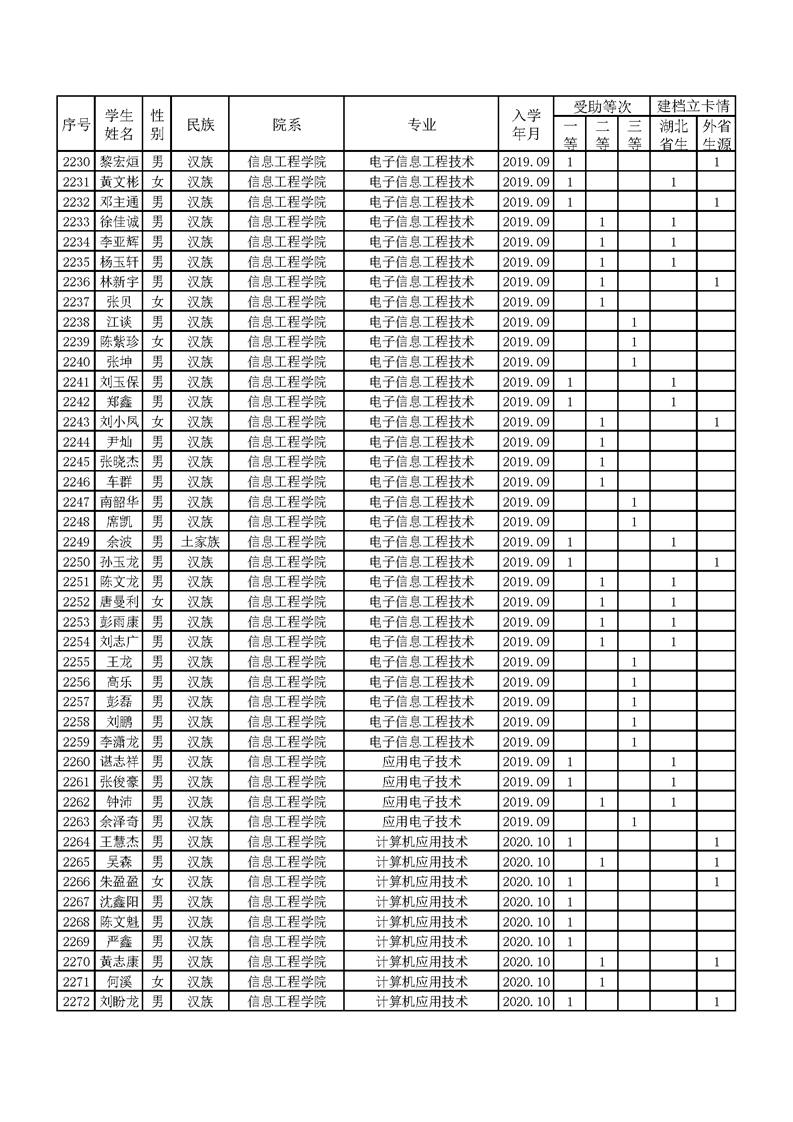 序号 学生姓名 性别 民族 院系 专业 入学年月 受助等次 建档立卡情
一等 二等 三等 湖北省生 外省生源
2230 黎宏烜 男 汉族 信息工程学院 电子信息工程技术 2019.09 1 1
2231 黄文彬 女 汉族 信息工程学院 电子信息工程技术 2019.09 1 1
2232 邓主通 男 汉族 信息工程学院 电子信息工程技术 2019.09 1 1
2233 徐佳诚 男 汉族 信息工程学院 电子信息工程技术 2019.09 1 1
2234 李亚辉 男 汉族 信息工程学院 电子信息工程技术 2019.09 1 1
2235 杨玉轩 男 汉族 信息工程学院 电子信息工程技术 2019.09 1 1
2236 林新宇 男 汉族 信息工程学院 电子信息工程技术 2019.09 1 1
2237 张贝 女 汉族 信息工程学院 电子信息工程技术 2019.09 1
2238 江谈 男 汉族 信息工程学院 电子信息工程技术 2019.09 1
2239 陈紫珍 女 汉族 信息工程学院 电子信息工程技术 2019.09 1
2240 张坤 男 汉族 信息工程学院 电子信息工程技术 2019.09 1
2241 刘玉保 男 汉族 信息工程学院 电子信息工程技术 2019.09 1 1
2242 郑鑫 男 汉族 信息工程学院 电子信息工程技术 2019.09 1 1
2243 刘小凤 女 汉族 信息工程学院 电子信息工程技术 2019.09 1 1
2244 尹灿 男 汉族 信息工程学院 电子信息工程技术 2019.09 1
2245 张晓杰 男 汉族 信息工程学院 电子信息工程技术 2019.09 1
2246 车群 男 汉族 信息工程学院 电子信息工程技术 2019.09 1
2247 南韶华 男 汉族 信息工程学院 电子信息工程技术 2019.09 1
2248 席凯 男 汉族 信息工程学院 电子信息工程技术 2019.09 1
2249 余波 男 土家族 信息工程学院 电子信息工程技术 2019.09 1 1
2250 孙玉龙 男 汉族 信息工程学院 电子信息工程技术 2019.09 1 1
2251 陈文龙 男 汉族 信息工程学院 电子信息工程技术 2019.09 1 1
2252 唐曼利 女 汉族 信息工程学院 电子信息工程技术 2019.09 1 1
2253 彭雨康 男 汉族 信息工程学院 电子信息工程技术 2019.09 1 1
2254 刘志广 男 汉族 信息工程学院 电子信息工程技术 2019.09 1 1
2255 王龙 男 汉族 信息工程学院 电子信息工程技术 2019.09 1
2256 高乐 男 汉族 信息工程学院 电子信息工程技术 2019.09 1
2257 彭磊 男 汉族 信息工程学院 电子信息工程技术 2019.09 1
2258 刘鹏 男 汉族 信息工程学院 电子信息工程技术 2019.09 1
2259 李潇龙 男 汉族 信息工程学院 电子信息工程技术 2019.09 1
2260 谌志祥 男 汉族 信息工程学院 应用电子技术 2019.09 1 1
2261 张俊豪 男 汉族 信息工程学院 应用电子技术 2019.09 1 1
2262 钟沛 男 汉族 信息工程学院 应用电子技术 2019.09 1 1
2263 余泽奇 男 汉族 信息工程学院 应用电子技术 2019.09 1
2264 王慧杰 男 汉族 信息工程学院 计算机应用技术 2020.10 1 1
2265 吴森 男 汉族 信息工程学院 计算机应用技术 2020.10 1 1
2266 朱盈盈 女 汉族 信息工程学院 计算机应用技术 2020.10 1 1
2267 沈鑫阳 男 汉族 信息工程学院 计算机应用技术 2020.10 1
2268 陈文魁 男 汉族 信息工程学院 计算机应用技术 2020.10 1
2269 严鑫 男 汉族 信息工程学院 计算机应用技术 2020.10 1
2270 黄志康 男 汉族 信息工程学院 计算机应用技术 2020.10 1 1
2271 何溪 女 汉族 信息工程学院 计算机应用技术 2020.10 1
2272 刘盼龙 男 汉族 信息工程学院 计算机应用技术 2020.10 1 1